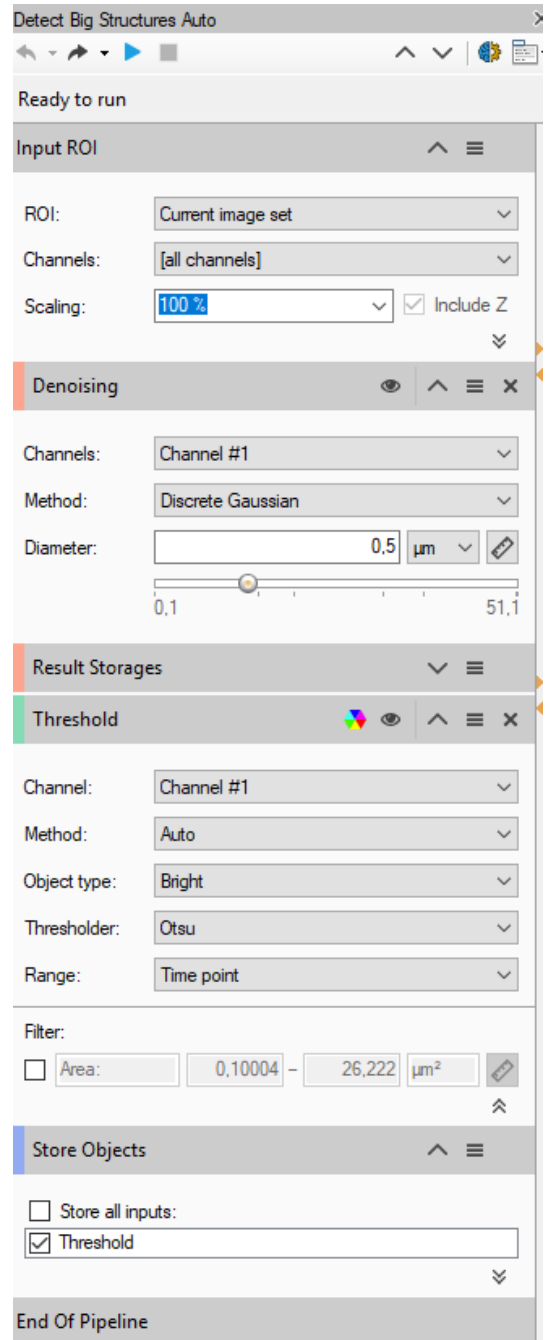 Detect Big Structures Auto
Ready to run
Input ROI
ROI: Current image set
Channels: [all channels]
Scaling: 100 % Include Z
Denoising
Channels: Channel #1
Method: Discrete Gaussian
Diameter: 0,5 µm
0,1 51,1
Result Storages
Threshold
Channel: Channel #1
Method: Auto
Object type: Bright
Thresholder: Otsu
Range: Time point
Filter:
Area: 0,10004 – 26,222 µm²
Store Objects
Store all inputs:
Threshold
End Of Pipeline